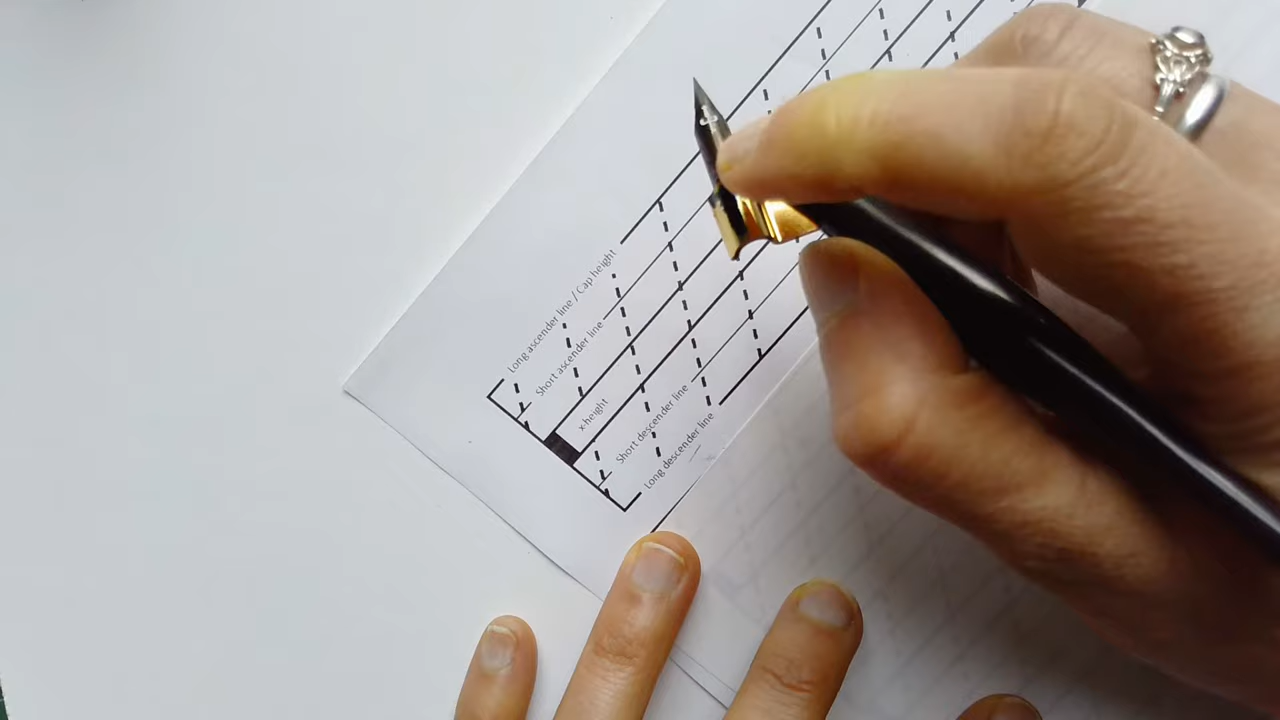 Long ascender line / Cap height
Short ascender line
x-height
Short descender line
Long descender line